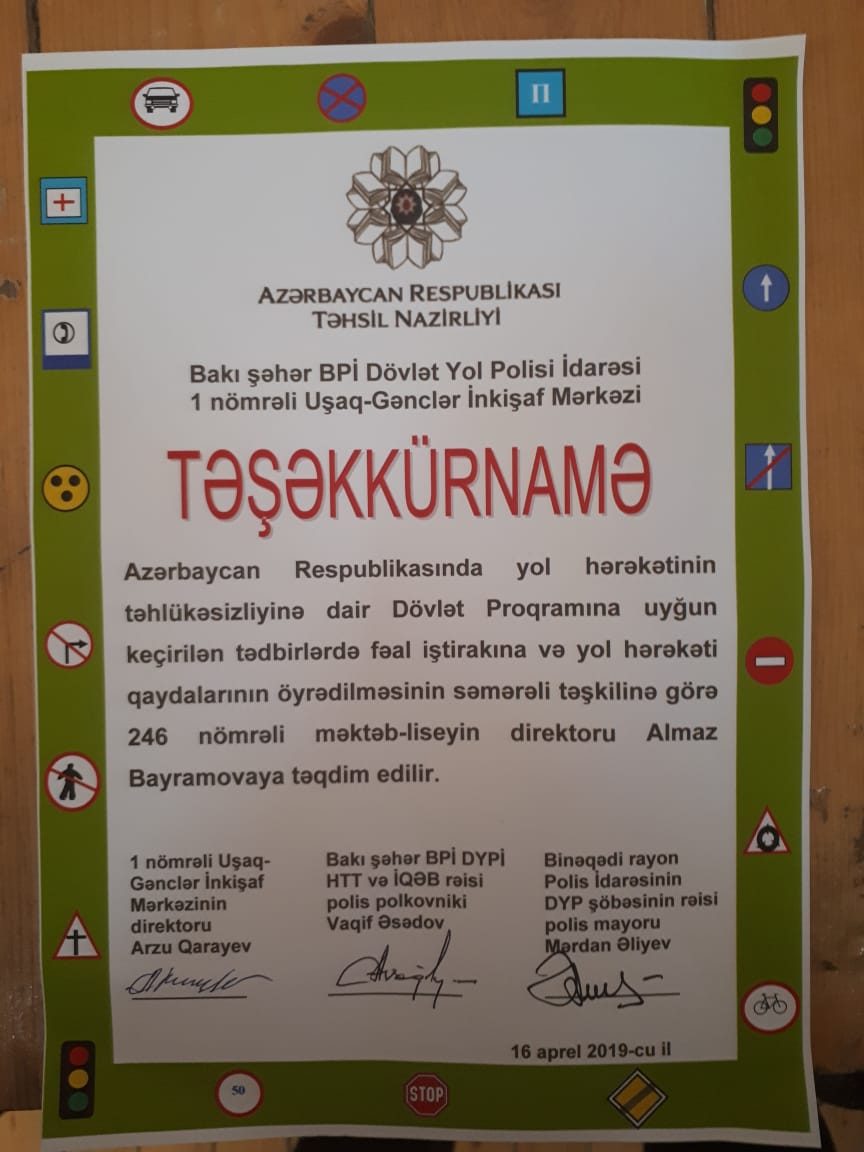 П
AZƏRBAYCAN RESPUBLİKASI
TƏHSİL NAZİRLİYİ
Bakı şəhər BPİ Dövlət Yol Polisi İdarəsi
1 nömrəli Uşaq-Gənclər İnkişaf Mərkəzi
TƏŞƏKKÜRNAMƏ
Azərbaycan Respublikasında yol hərəkətinin
təhlükəsizliyinə dair Dövlət Proqramına uyğun
keçirilən tədbirlərdə fəal iştirakına və yol hərəkəti
qaydalarının öyrədilməsinin səmərəli təşkilinə görə
246 nömrəli məktəb-liseyin direktoru Almaz
Bayramovaya təqdim edilir.
1 nömrəli Uşaq-
Gənclər İnkişaf
Mərkəzinin
direktoru
Arzu Qarayev
Bakı şəhər BPİ DYPİ
HTT və İQƏB rəisi
polis polkovniki
Vaqif Əsədov
Binəqədi rayon
Polis İdarəsinin
DYP şöbəsinin rəisi
polis mayoru
Mərdan Əliyev
16 aprel 2019-cu il
50
STOP